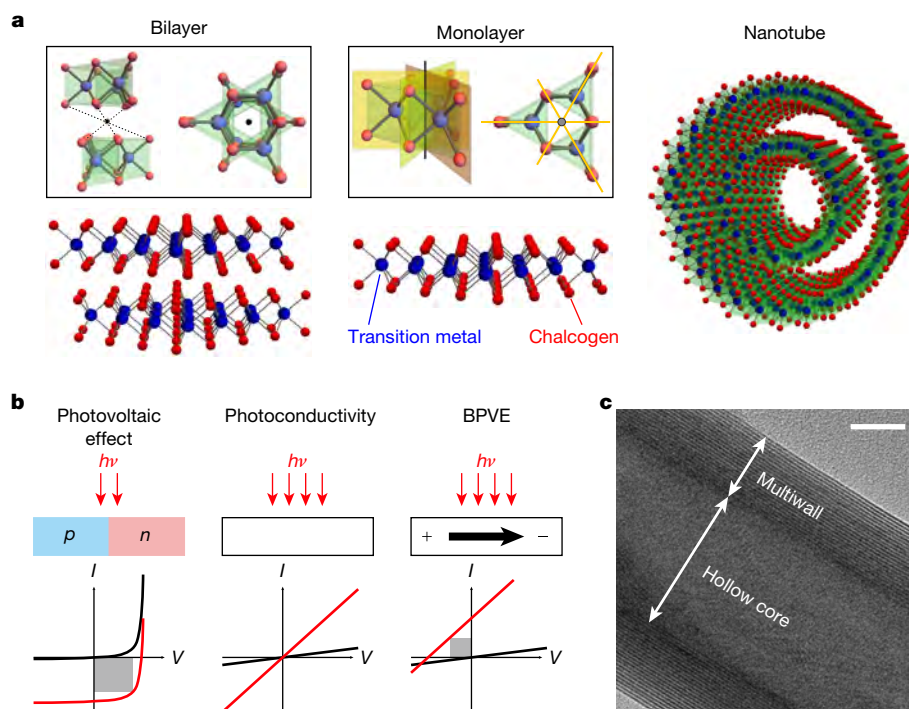 a
Bilayer
Monolayer
Nanotube
Transition metal
Chalcogen
b
Photovoltaic
effect
Photoconductivity
BPVE
hν
hν
hν
p
n
+
−
I
I
I
V
V
V
c
Multiwall
Hollow core